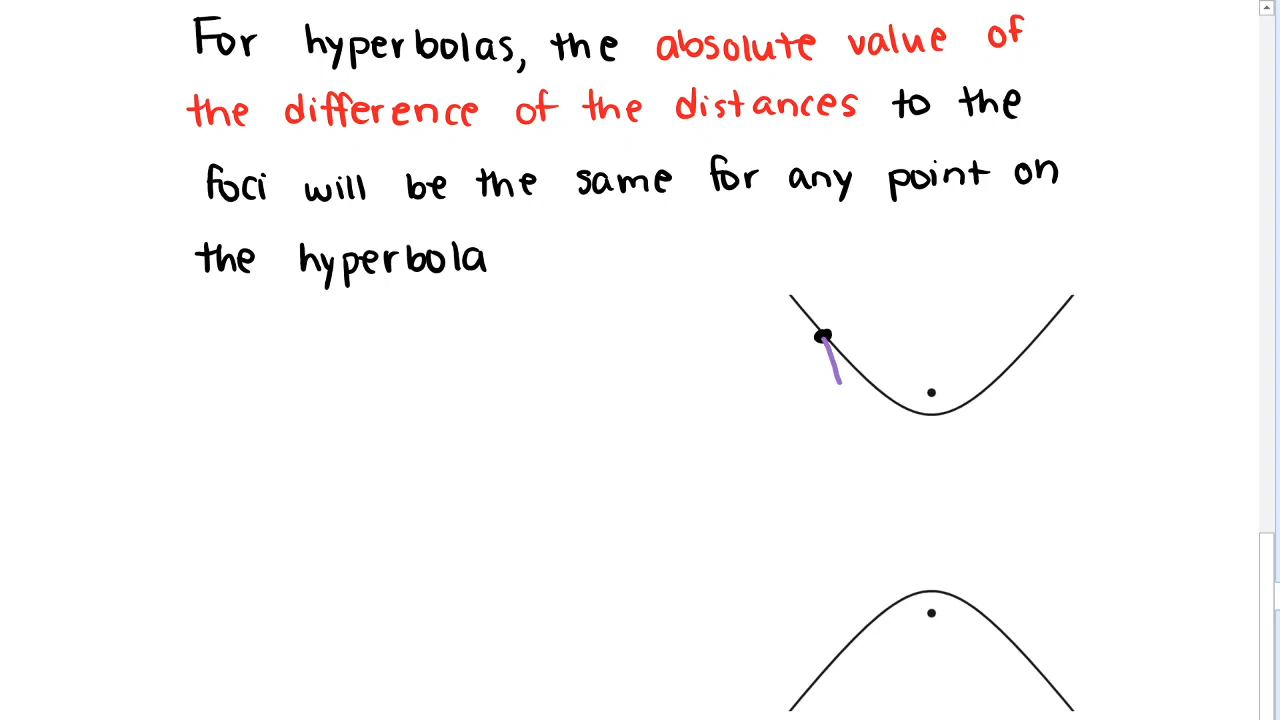 For hyperbolas, the absolute value of
the difference of the distances to the
foci will be the same for any point on
the hyperbola